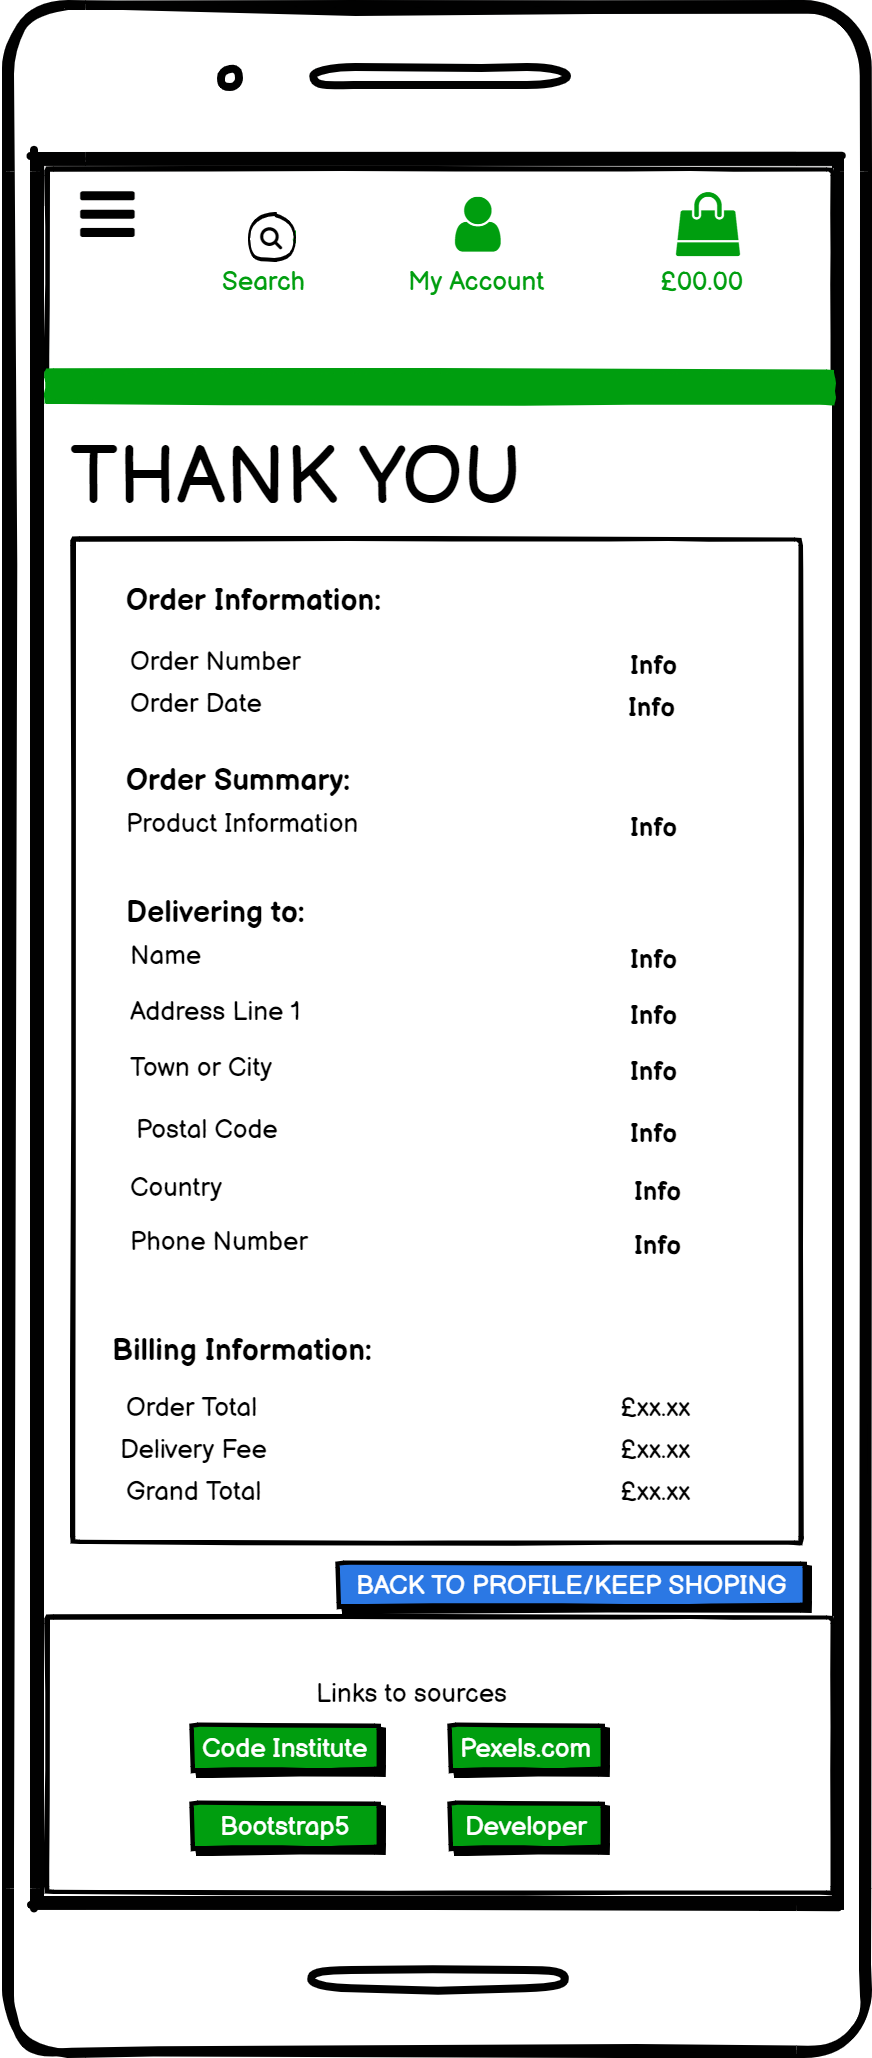 Search My Account £00.00
THANK YOU
Order Information:
Order Number Info
Order Date Info
Order Summary:
Product Information Info
Delivering to:
Name Info
Address Line 1 Info
Town or City Info
Postal Code Info
Country Info
Phone Number Info
Billing Information:
Order Total £xx.xx
Delivery Fee £xx.xx
Grand Total £xx.xx
BACK TO PROFILE/KEEP SHOPING
Links to sources
Code Institute Pexels.com
Bootstrap5 Developer